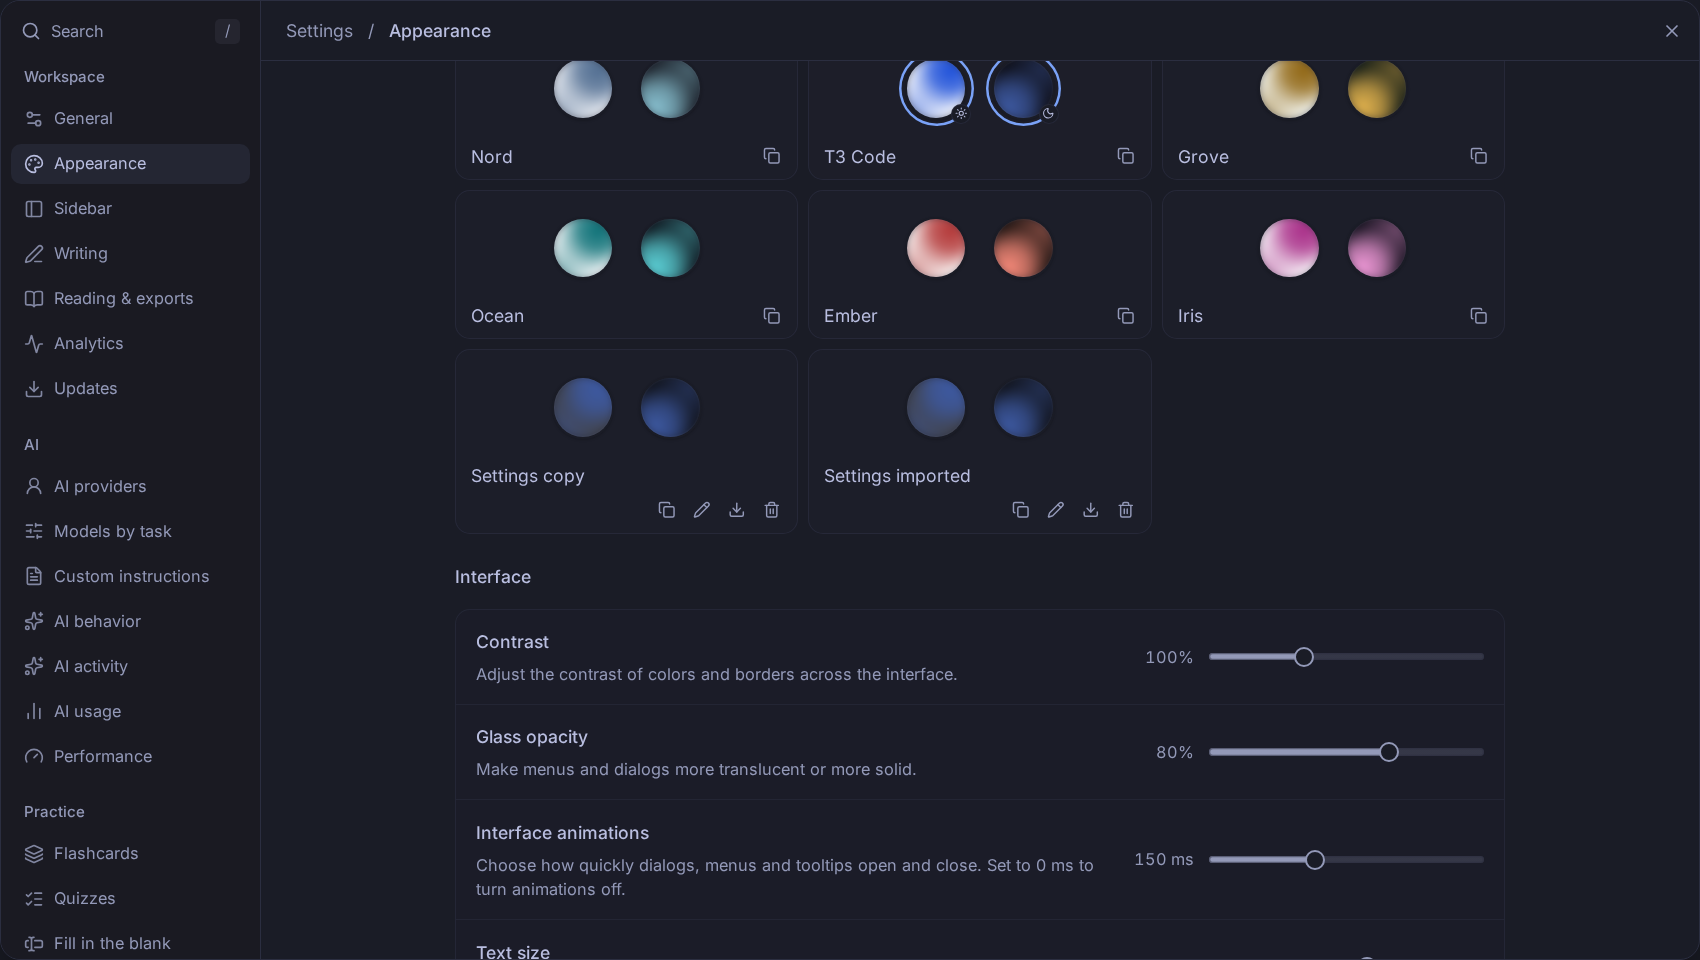 Search
/
Workspace
General
Appearance
Sidebar
Writing
Reading & exports
Analytics
Updates
AI
AI providers
Models by task
Custom instructions
AI behavior
AI activity
AI usage
Performance
Practice
Flashcards
Quizzes
Fill in the blank
Settings / Appearance
Nord
T3 Code
Grove
Ocean
Ember
Iris
Settings copy
Settings imported
Interface
Contrast
Adjust the contrast of colors and borders across the interface.
100%
Glass opacity
Make menus and dialogs more translucent or more solid.
80%
Interface animations
Choose how quickly dialogs, menus and tooltips open and close. Set to 0 ms to
turn animations off.
150 ms
Text size